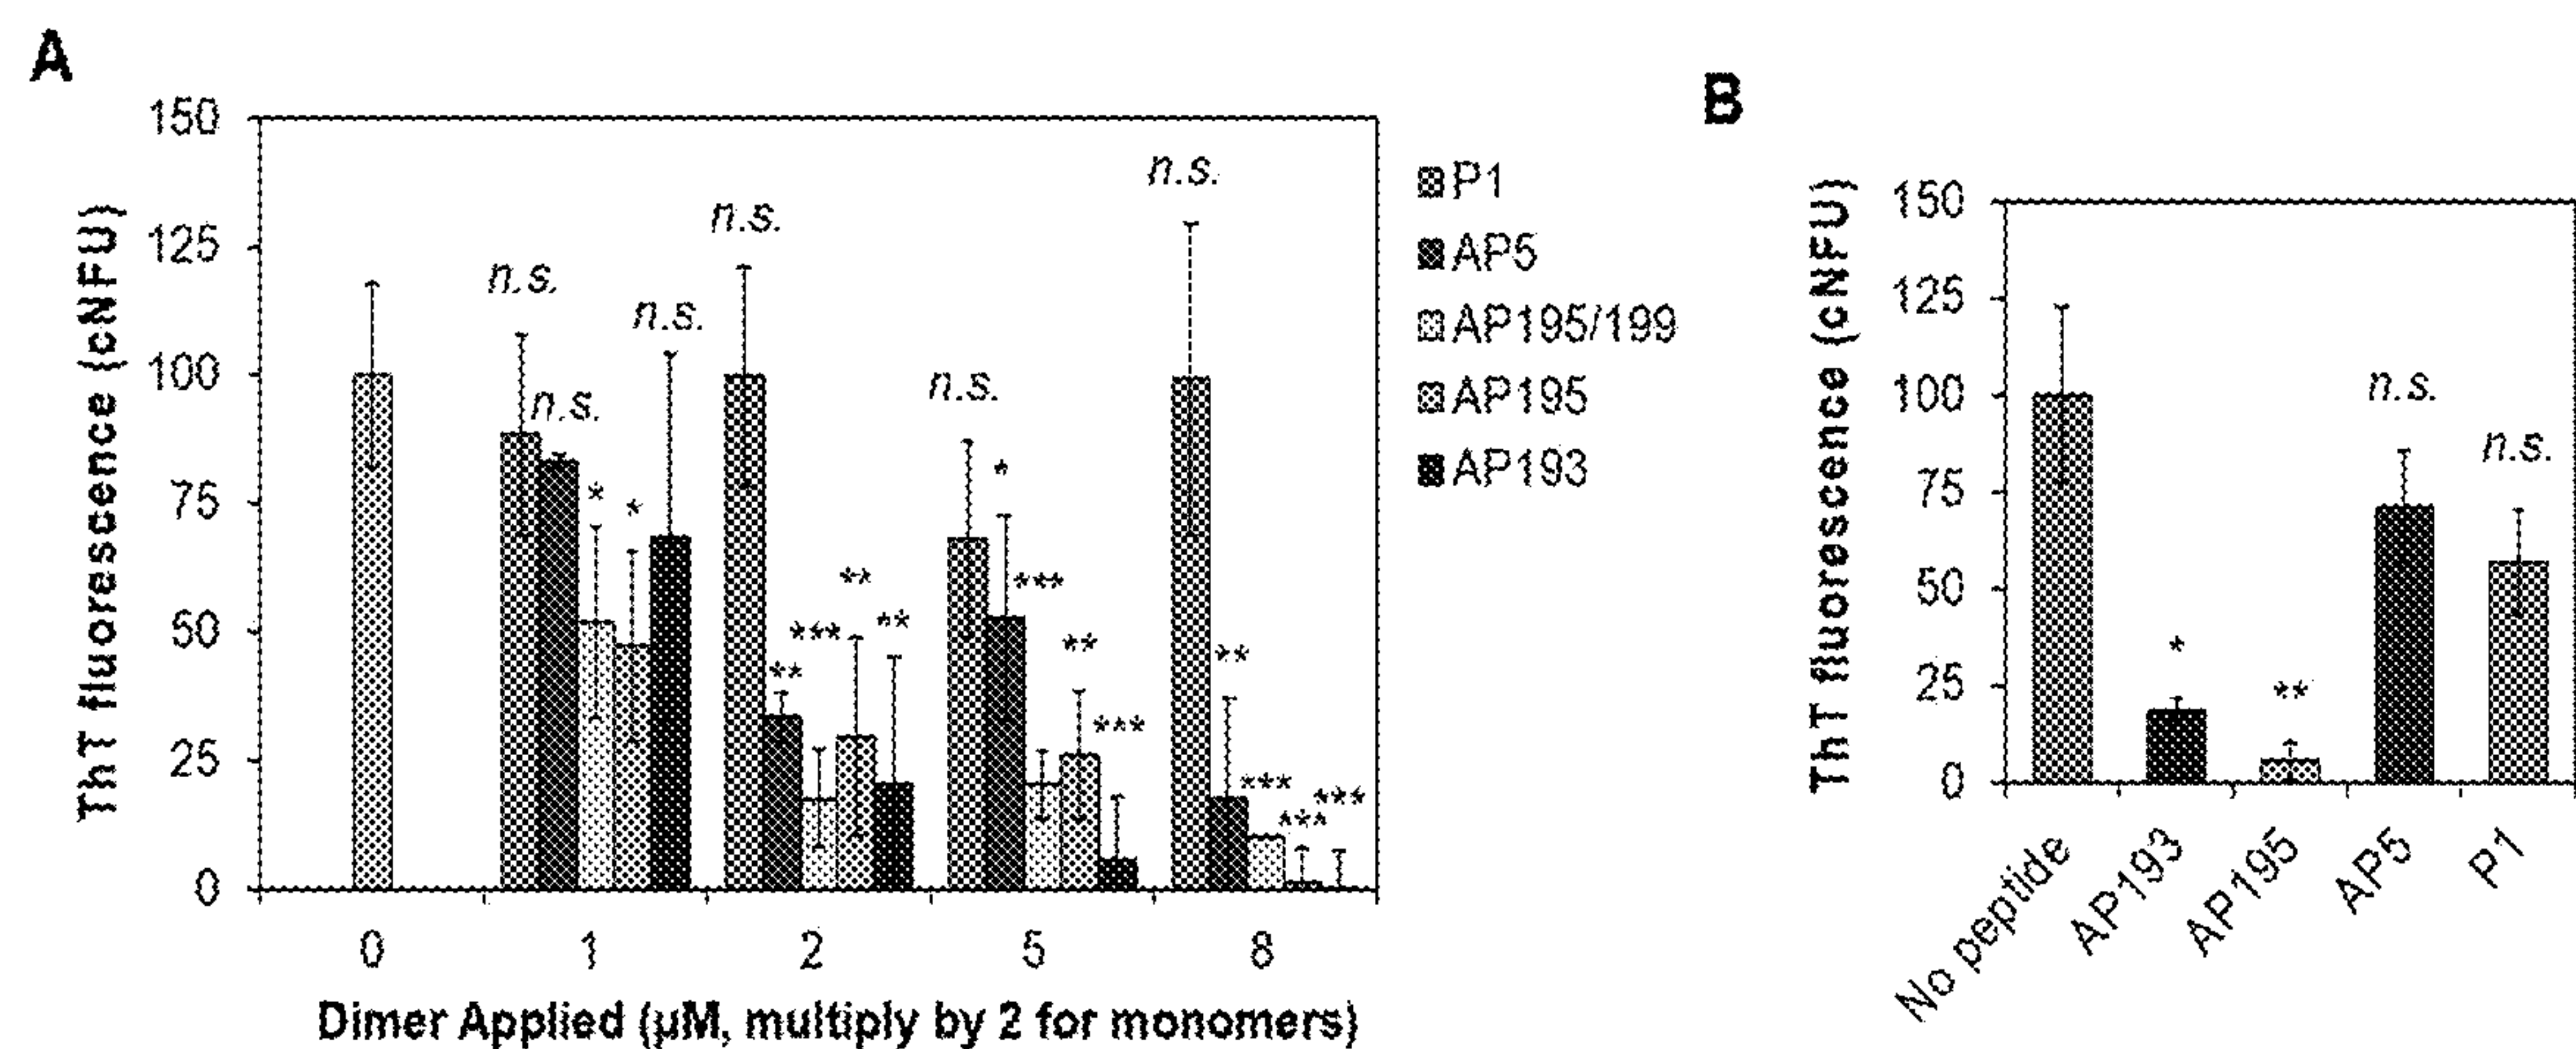 A
ThT fluorescence (cNFU)
150
125
100
75
50
25
0
n.s.
n.s.
*
*
n.s.
n.s.
**
***
**
**
n.s.
*
***
**
***
n.s.
**
***
***
***
0 1 2 5 8
Dimer Applied (µM, multiply by 2 for monomers)
P1
AP5
AP195/199
AP195
AP193
B
ThT fluorescence (cNFU)
150
125
100
75
50
25
0
*
**
n.s.
n.s.
No peptide
AP193
AP195
AP5
P1